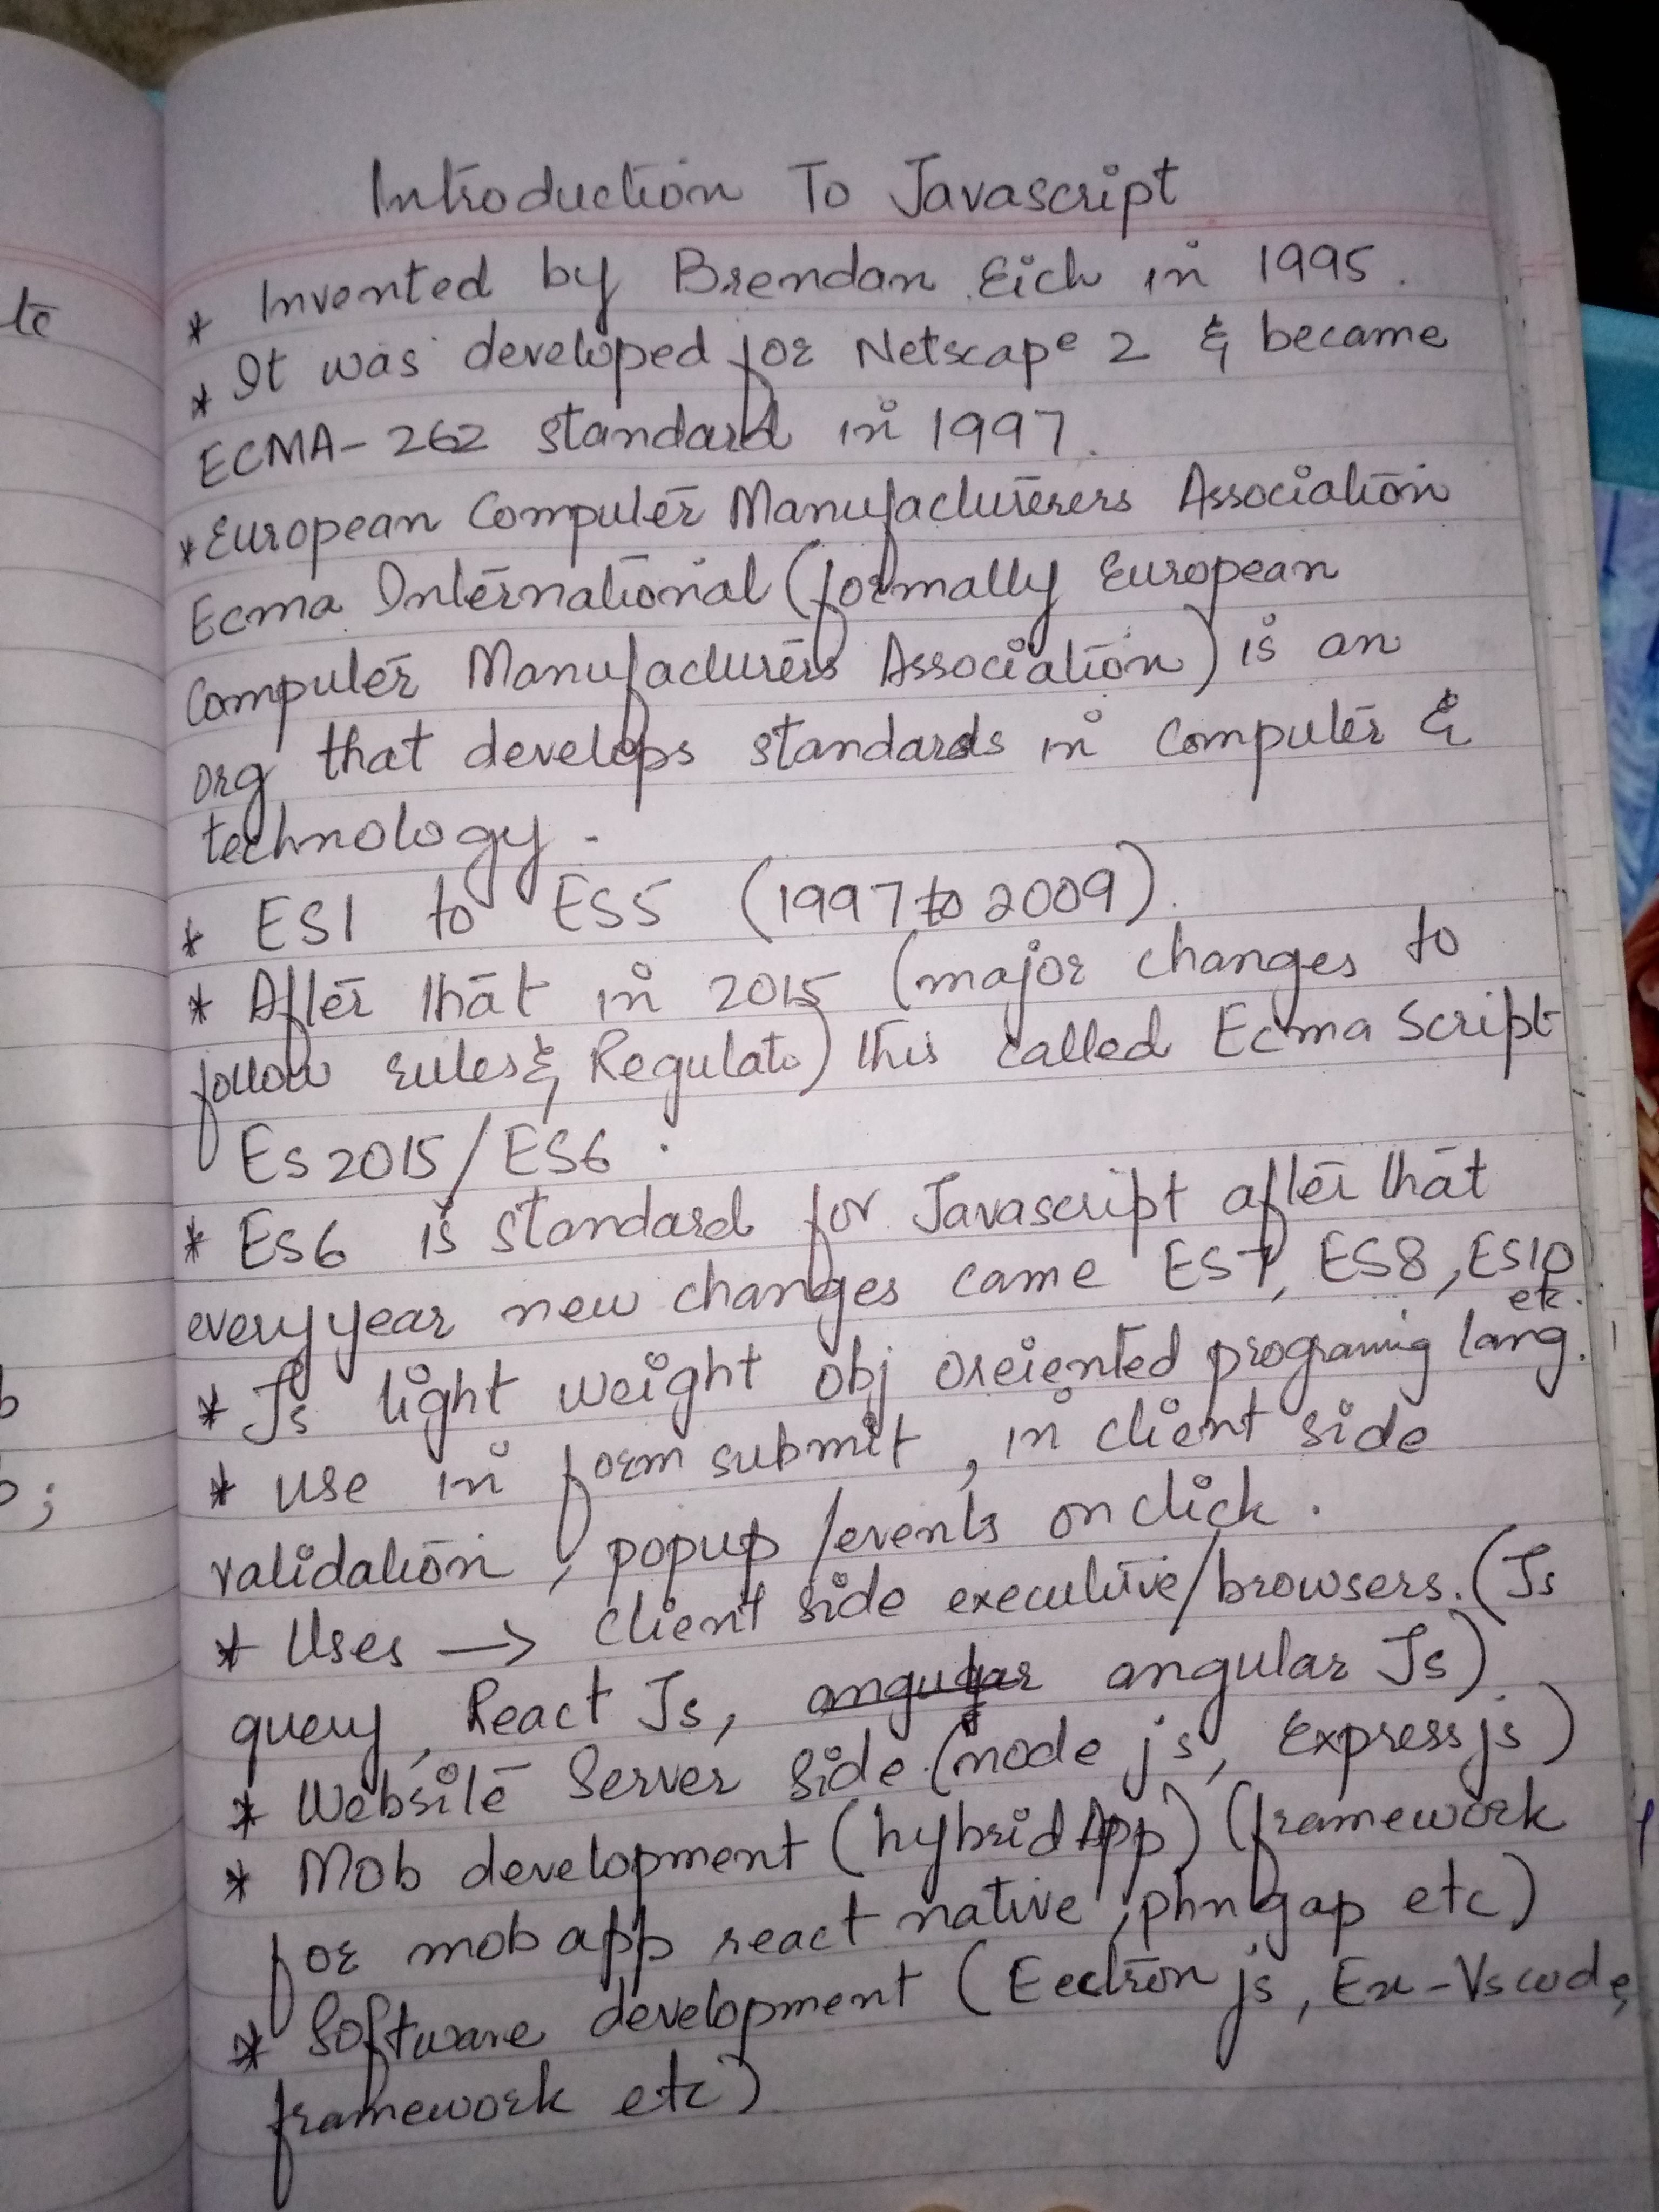 Introduction To Javascript
* Invented by Brendan Eich in 1995.
* It was developed for Netscape 2 & became
ECMA-262 standard in 1997.
* European Computer Manufacturerers Association
Ecma International (formally European
Computer Manufacturers Association) is an
org that develops standards in Computer &
technology.
* ES1 to ES5 (1997 to 2009).
* After that in 2015 (major changes to
follow rules & Regulato) this called Ecma Script
Es 2015/ES6.
* Es6 is standard for Javascript after that
every year new changes came ES7, ES8, ES10
etc.
* Js light weight obj oreiented programing lang.
* use in form submit, in client side
validation, popup/events on click.
* Uses → client side executive/browsers. (Js
query, React Js, angular angular Js)
* Website Server side (node js, Express js)
* Mob development (hybrid App) (framework
for mob app react native, phngap etc)
* Software development (Eectron js, Ex-Vscode,
framework etc)
te
b
;